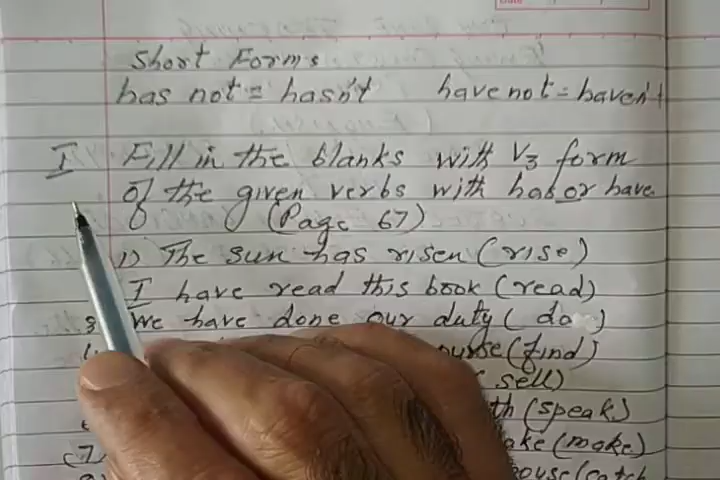 Short Forms
has not = hasn't have not = haven't
I Fill in the blanks with V3 form
of the given verbs with has or have
(Page 67)
1) The sun has risen (rise)
I have read this book (read)
3 We have done our duty (do)
(find)
(sell)
(speak)
(make)
(catch